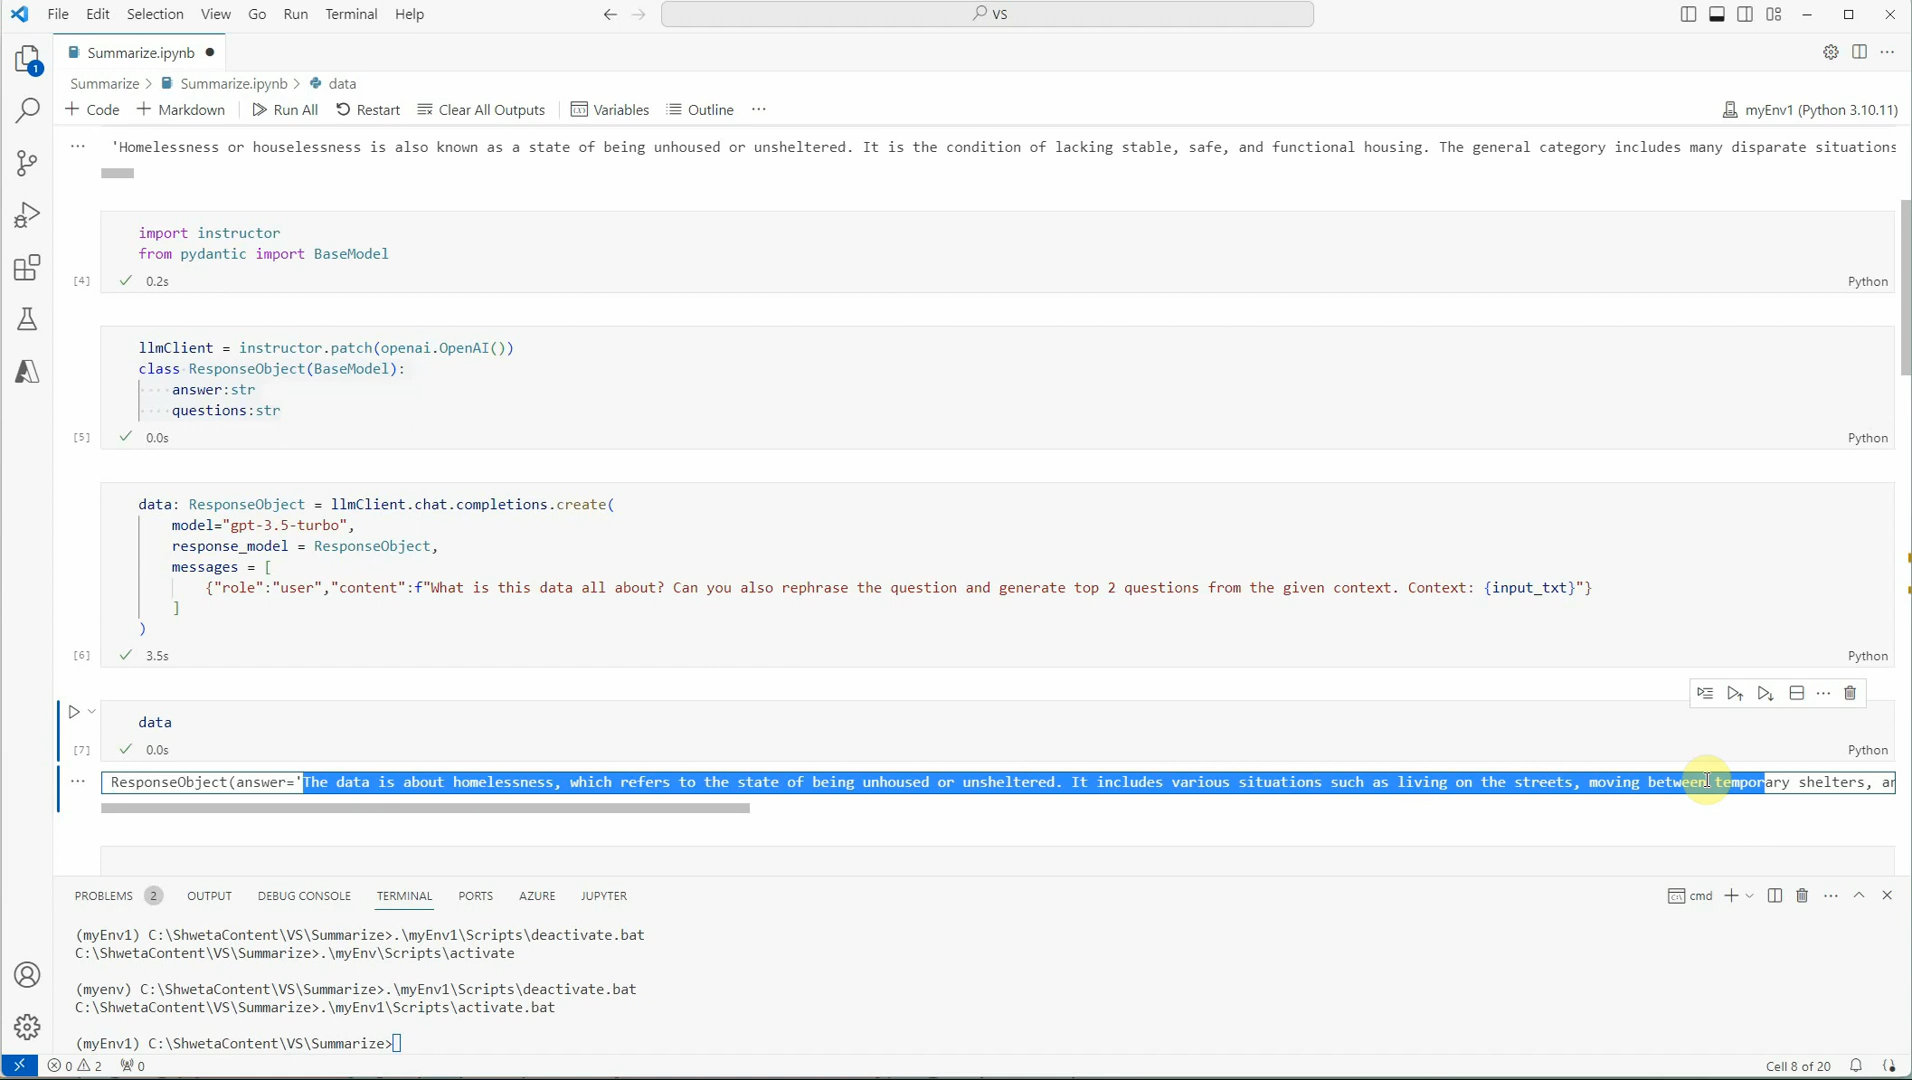 File Edit Selection View Go Run Terminal Help
VS
Summarize.ipynb
Summarize > Summarize.ipynb > data
+ Code + Markdown Run All Restart Clear All Outputs Variables Outline ...
myEnv1 (Python 3.10.11)
1
... 'Homelessness or houselessness is also known as a state of being unhoused or unsheltered. It is the condition of lacking stable, safe, and functional housing. The general category includes many disparate situations
import instructor
from pydantic import BaseModel
[4] 0.2s Python
llmClient = instructor.patch(openai.OpenAI())
class ResponseObject(BaseModel):
answer:str
questions:str
[5] 0.0s Python
data: ResponseObject = llmClient.chat.completions.create(
model="gpt-3.5-turbo",
response_model = ResponseObject,
messages = [
{"role":"user","content":f"What is this data all about? Can you also rephrase the question and generate top 2 questions from the given context. Context: {input_txt}"}
]
)
[6] 3.5s Python
data
[7] 0.0s Python
... ResponseObject(answer='The data is about homelessness, which refers to the state of being unhoused or unsheltered. It includes various situations such as living on the streets, moving between temporary shelters, an
PROBLEMS 2 OUTPUT DEBUG CONSOLE TERMINAL PORTS AZURE JUPYTER
cmd
(myEnv1) C:\ShwetaContent\VS\Summarize>.\myEnv1\Scripts\deactivate.bat
C:\ShwetaContent\VS\Summarize>.\myEnv\Scripts\activate
(myenv) C:\ShwetaContent\VS\Summarize>.\myEnv1\Scripts\deactivate.bat
C:\ShwetaContent\VS\Summarize>.\myEnv1\Scripts\activate.bat
(myEnv1) C:\ShwetaContent\VS\Summarize>
0 2 0
Cell 8 of 20